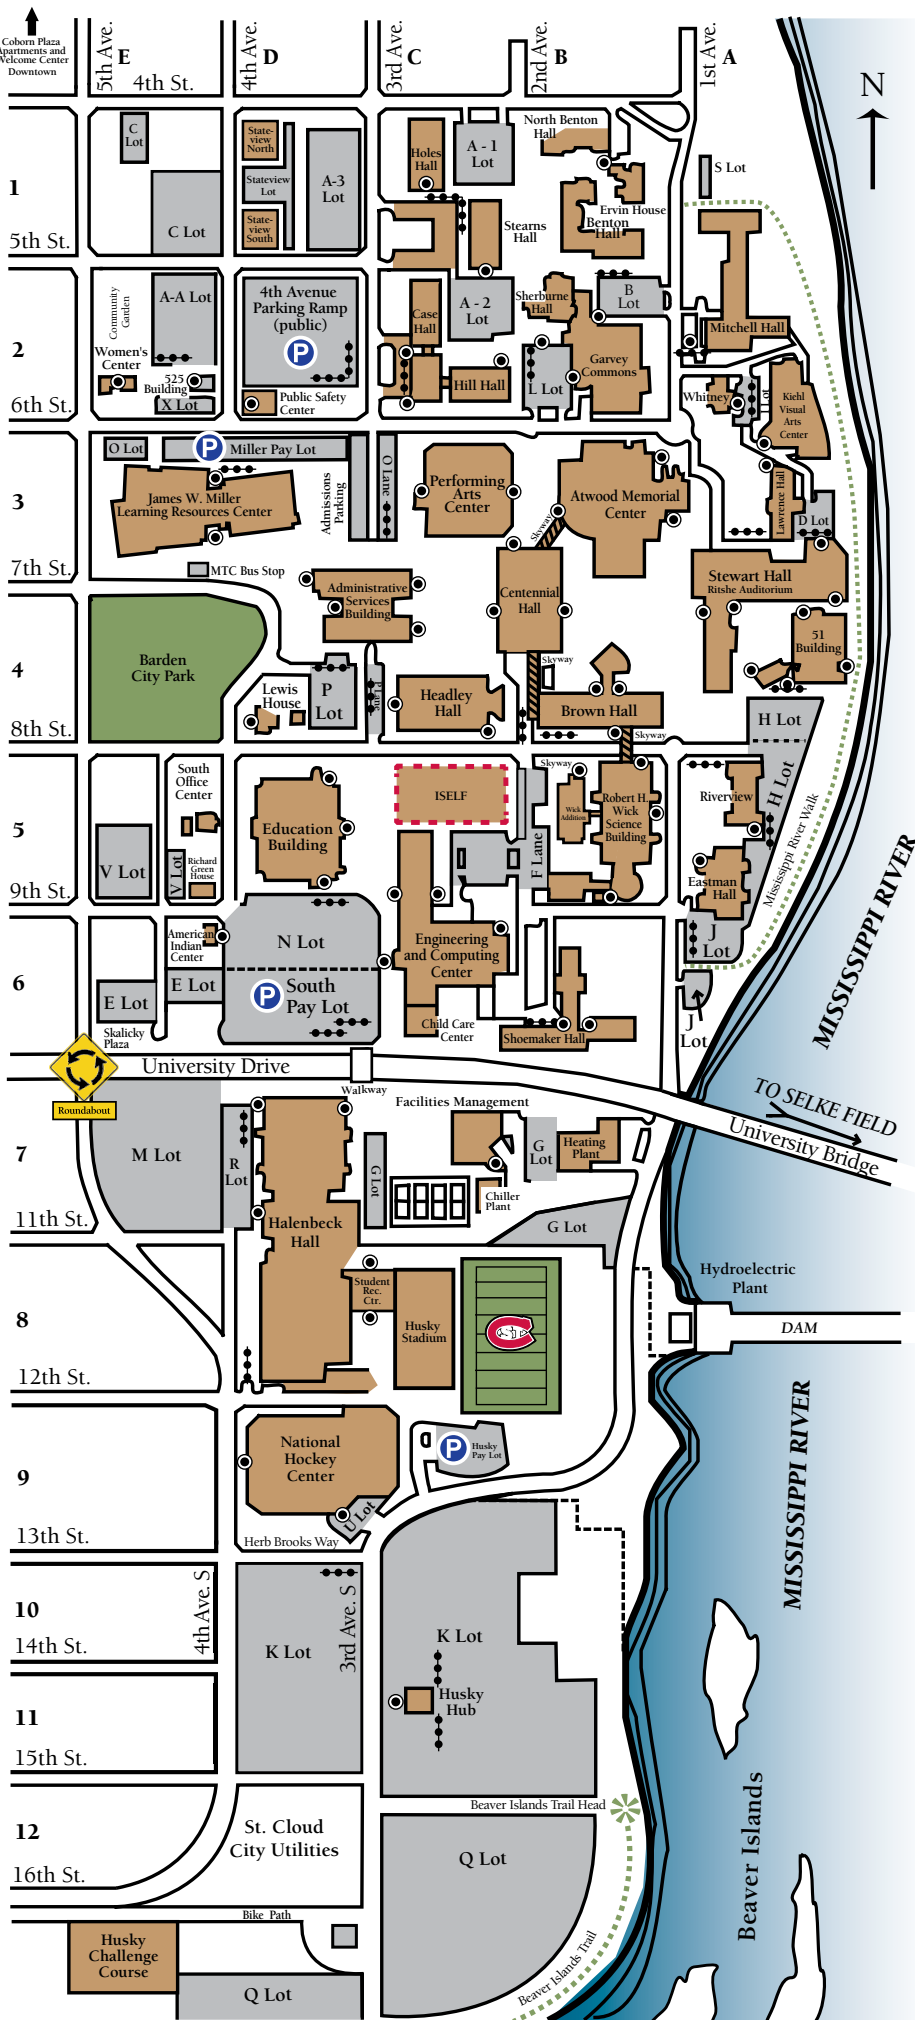 Coborn Plaza
Apartments and
Welcome Center
Downtown
5th Ave.
E
4th St.
4th Ave.
D
3rd Ave.
C
2nd Ave.
B
1st Ave.
A
N
1
C
Lot
C Lot
State-
view
North
Stateview
Lot
State-
view
South
A-3
Lot
Holes
Hall
A - 1
Lot
North Benton
Hall
Ervin House
Benton
Hall
Stearns
Hall
S Lot
5th St.
2
Community
Garden
A-A Lot
Women's
Center
525
Building
X Lot
4th Avenue
Parking Ramp
(public)
P
Public Safety
Center
Case
Hall
A - 2
Lot
Hill Hall
Sherburne
Hall
L Lot
B
Lot
Garvey
Commons
Mitchell Hall
Whitney
I Lot
Kiehl
Visual
Arts
Center
6th St.
3
O Lot
P
Miller Pay Lot
James W. Miller
Learning Resources Center
Admissions
Parking
O Lane
Performing
Arts
Center
Skyway
Atwood Memorial
Center
Lawrence Hall
D Lot
7th St.
MTC Bus Stop
Administrative
Services
Building
Centennial
Hall
Stewart Hall
Ritshe Auditorium
51
Building
4
Barden
City Park
Lewis
House
P
Lot
P Lane
Headley
Hall
Skyway
Brown Hall
Skyway
H Lot
8th St.
5
South
Office
Center
V Lot
V Lot
Richard
Green
House
Education
Building
ISELF
F Lane
Skyway
Wick
Addition
Robert H.
Wick
Science
Building
Riverview
H Lot
Eastman
Hall
Mississippi River Walk
MISSISSIPPI RIVER
9th St.
6
American
Indian
Center
E Lot
E Lot
Skalicky
Plaza
N Lot
P
South
Pay Lot
Engineering
and Computing
Center
Child Care
Center
Shoemaker Hall
J
Lot
J
Lot
University Drive
Walkway
Roundabout
TO SELKE FIELD
University Bridge
7
M Lot
R
Lot
Facilities Management
G Lot
G
Lot
Heating
Plant
Chiller
Plant
G Lot
Halenbeck
Hall
11th St.
8
Student
Rec.
Ctr.
Husky
Stadium
Hydroelectric
Plant
DAM
12th St.
9
National
Hockey
Center
U Lot
P
Husky
Pay Lot
MISSISSIPPI RIVER
13th St.
Herb Brooks Way
10
4th Ave. S
3rd Ave. S
14th St.
K Lot
K Lot
11
Husky
Hub
15th St.
Beaver Islands Trail Head
12
St. Cloud
City Utilities
Q Lot
Beaver Islands
16th St.
Bike Path
Husky
Challenge
Course
Q Lot
Beaver Islands Trail